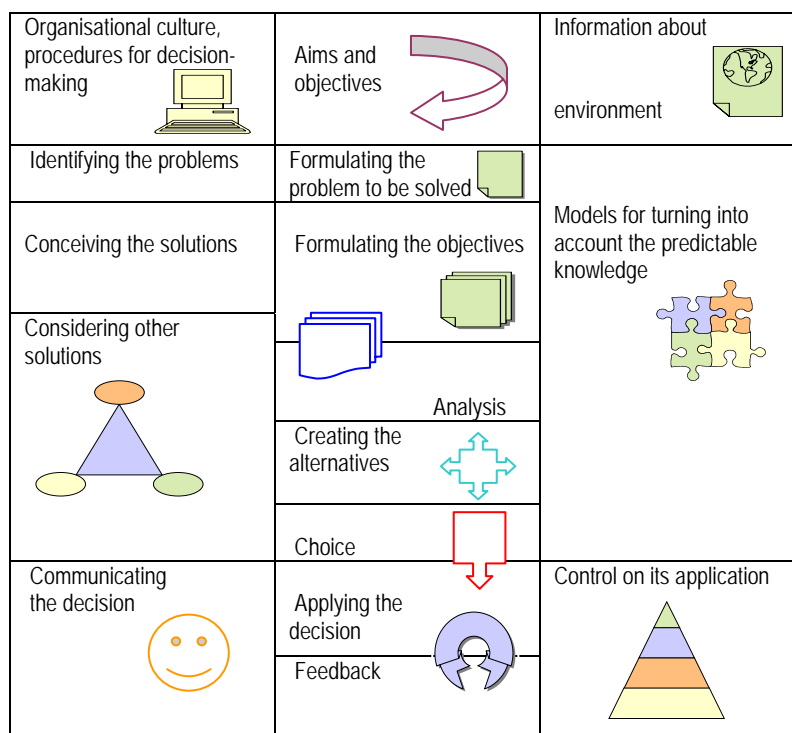 Organisational culture,
procedures for decision-
making
Aims and
objectives
Information about
environment
Identifying the problems
Formulating the
problem to be solved
Models for turning into
account the predictable
knowledge
Conceiving the solutions
Formulating the objectives
Considering other
solutions
Analysis
Creating the
alternatives
Choice
Communicating
the decision
Applying the
decision
Control on its application
Feedback